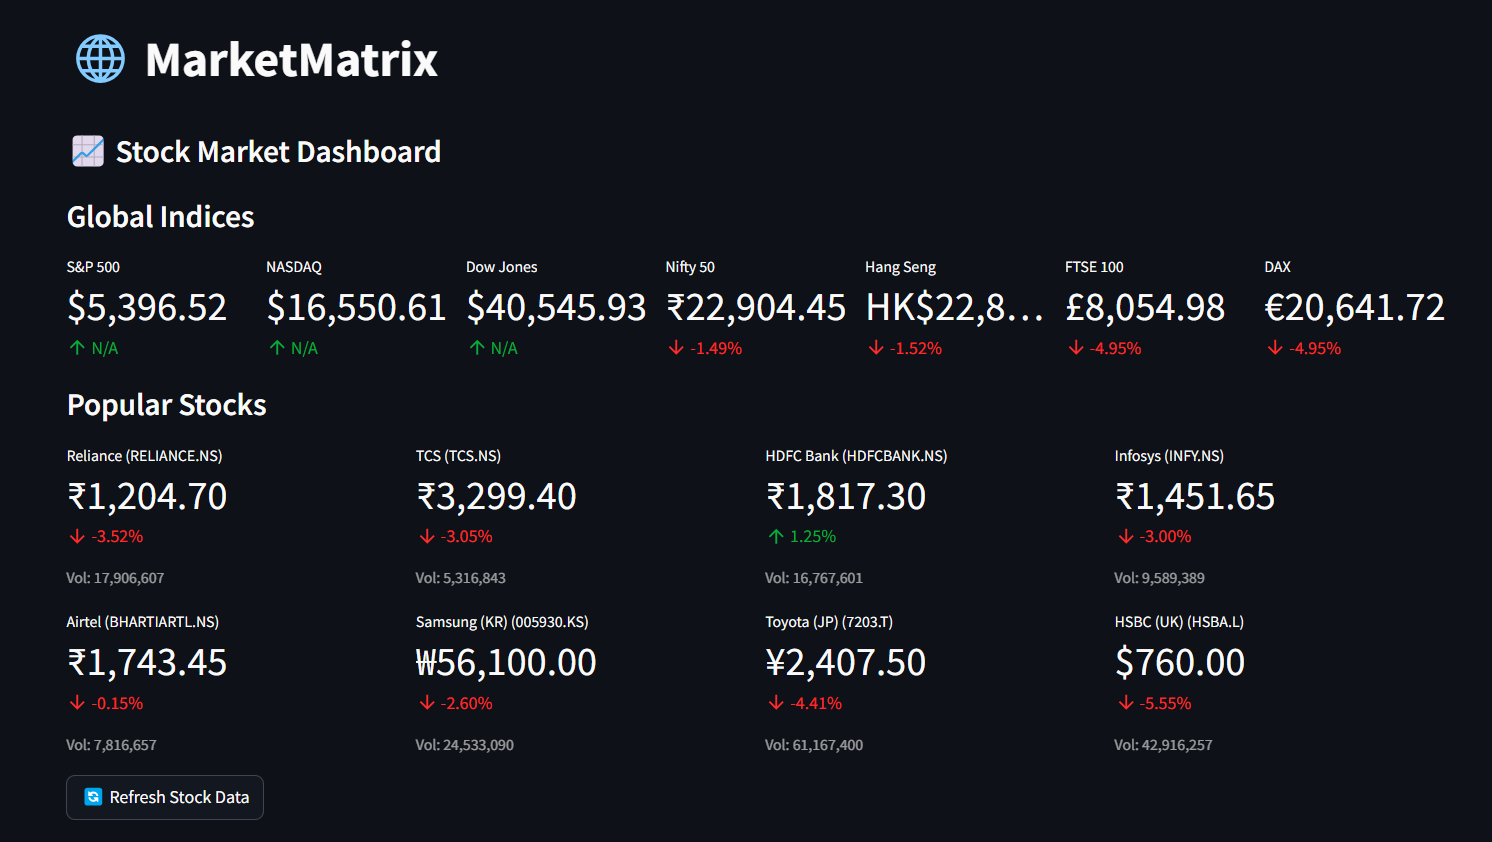 MarketMatrix
Stock Market Dashboard
Global Indices
S&P 500 NASDAQ Dow Jones Nifty 50 Hang Seng FTSE 100 DAX
$5,396.52 $16,550.61 $40,545.93 ₹22,904.45 HK$22,8... £8,054.98 €20,641.72
↑ N/A ↑ N/A ↑ N/A ↓ -1.49% ↓ -1.52% ↓ -4.95% ↓ -4.95%
Popular Stocks
Reliance (RELIANCE.NS) TCS (TCS.NS) HDFC Bank (HDFCBANK.NS) Infosys (INFY.NS)
₹1,204.70 ₹3,299.40 ₹1,817.30 ₹1,451.65
↓ -3.52% ↓ -3.05% ↑ 1.25% ↓ -3.00%
Vol: 17,906,607 Vol: 5,316,843 Vol: 16,767,601 Vol: 9,589,389
Airtel (BHARTIARTL.NS) Samsung (KR) (005930.KS) Toyota (JP) (7203.T) HSBC (UK) (HSBA.L)
₹1,743.45 ₩56,100.00 ¥2,407.50 $760.00
↓ -0.15% ↓ -2.60% ↓ -4.41% ↓ -5.55%
Vol: 7,816,657 Vol: 24,533,090 Vol: 61,167,400 Vol: 42,916,257
Refresh Stock Data